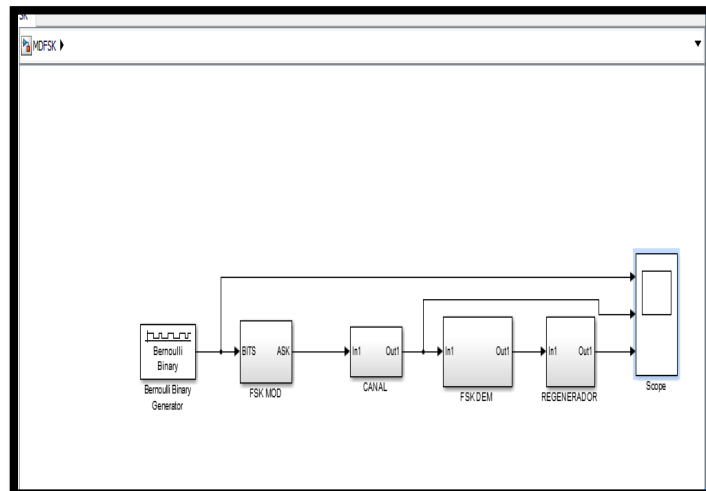 SK
MDFSK
Bernoulli
Binary
Bernoulli Binary
Generator
BITS ASK
FSK MOD
In1 Out1
CANAL
In1 Out1
FSK DEM
In1 Out1
REGENERADOR
Scope